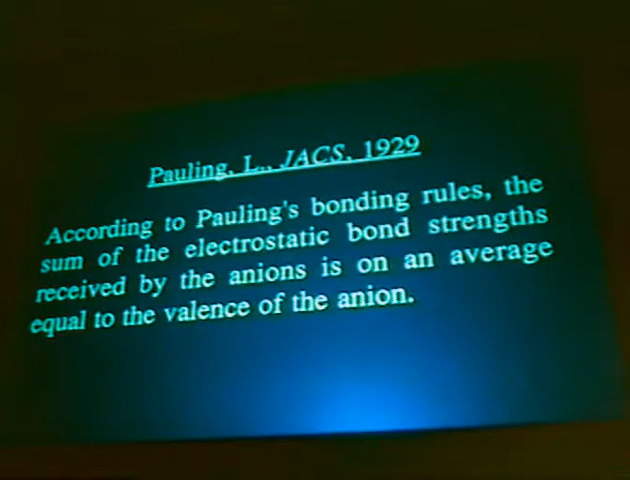 Pauling, L., JACS, 1929
According to Pauling's bonding rules, the
sum of the electrostatic bond strengths
received by the anions is on an average
equal to the valence of the anion.